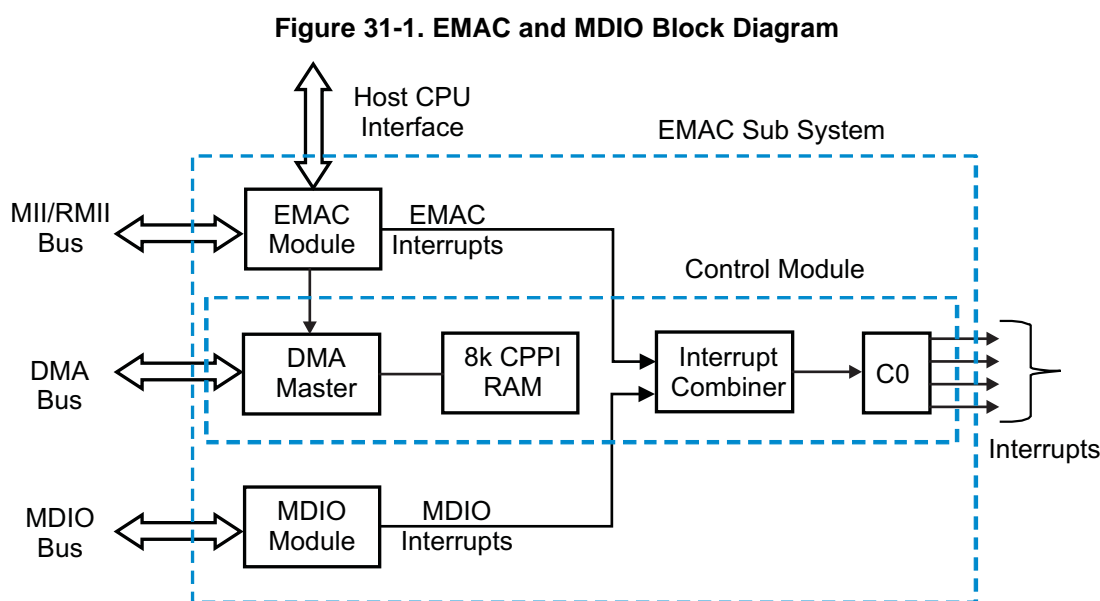 Figure 31-1. EMAC and MDIO Block Diagram
Host CPU
Interface
EMAC Sub System
MII/RMII
Bus
EMAC
Module
EMAC
Interrupts
Control Module
DMA
Bus
DMA
Master
8k CPPI
RAM
Interrupt
Combiner
C0
Interrupts
MDIO
Bus
MDIO
Module
MDIO
Interrupts